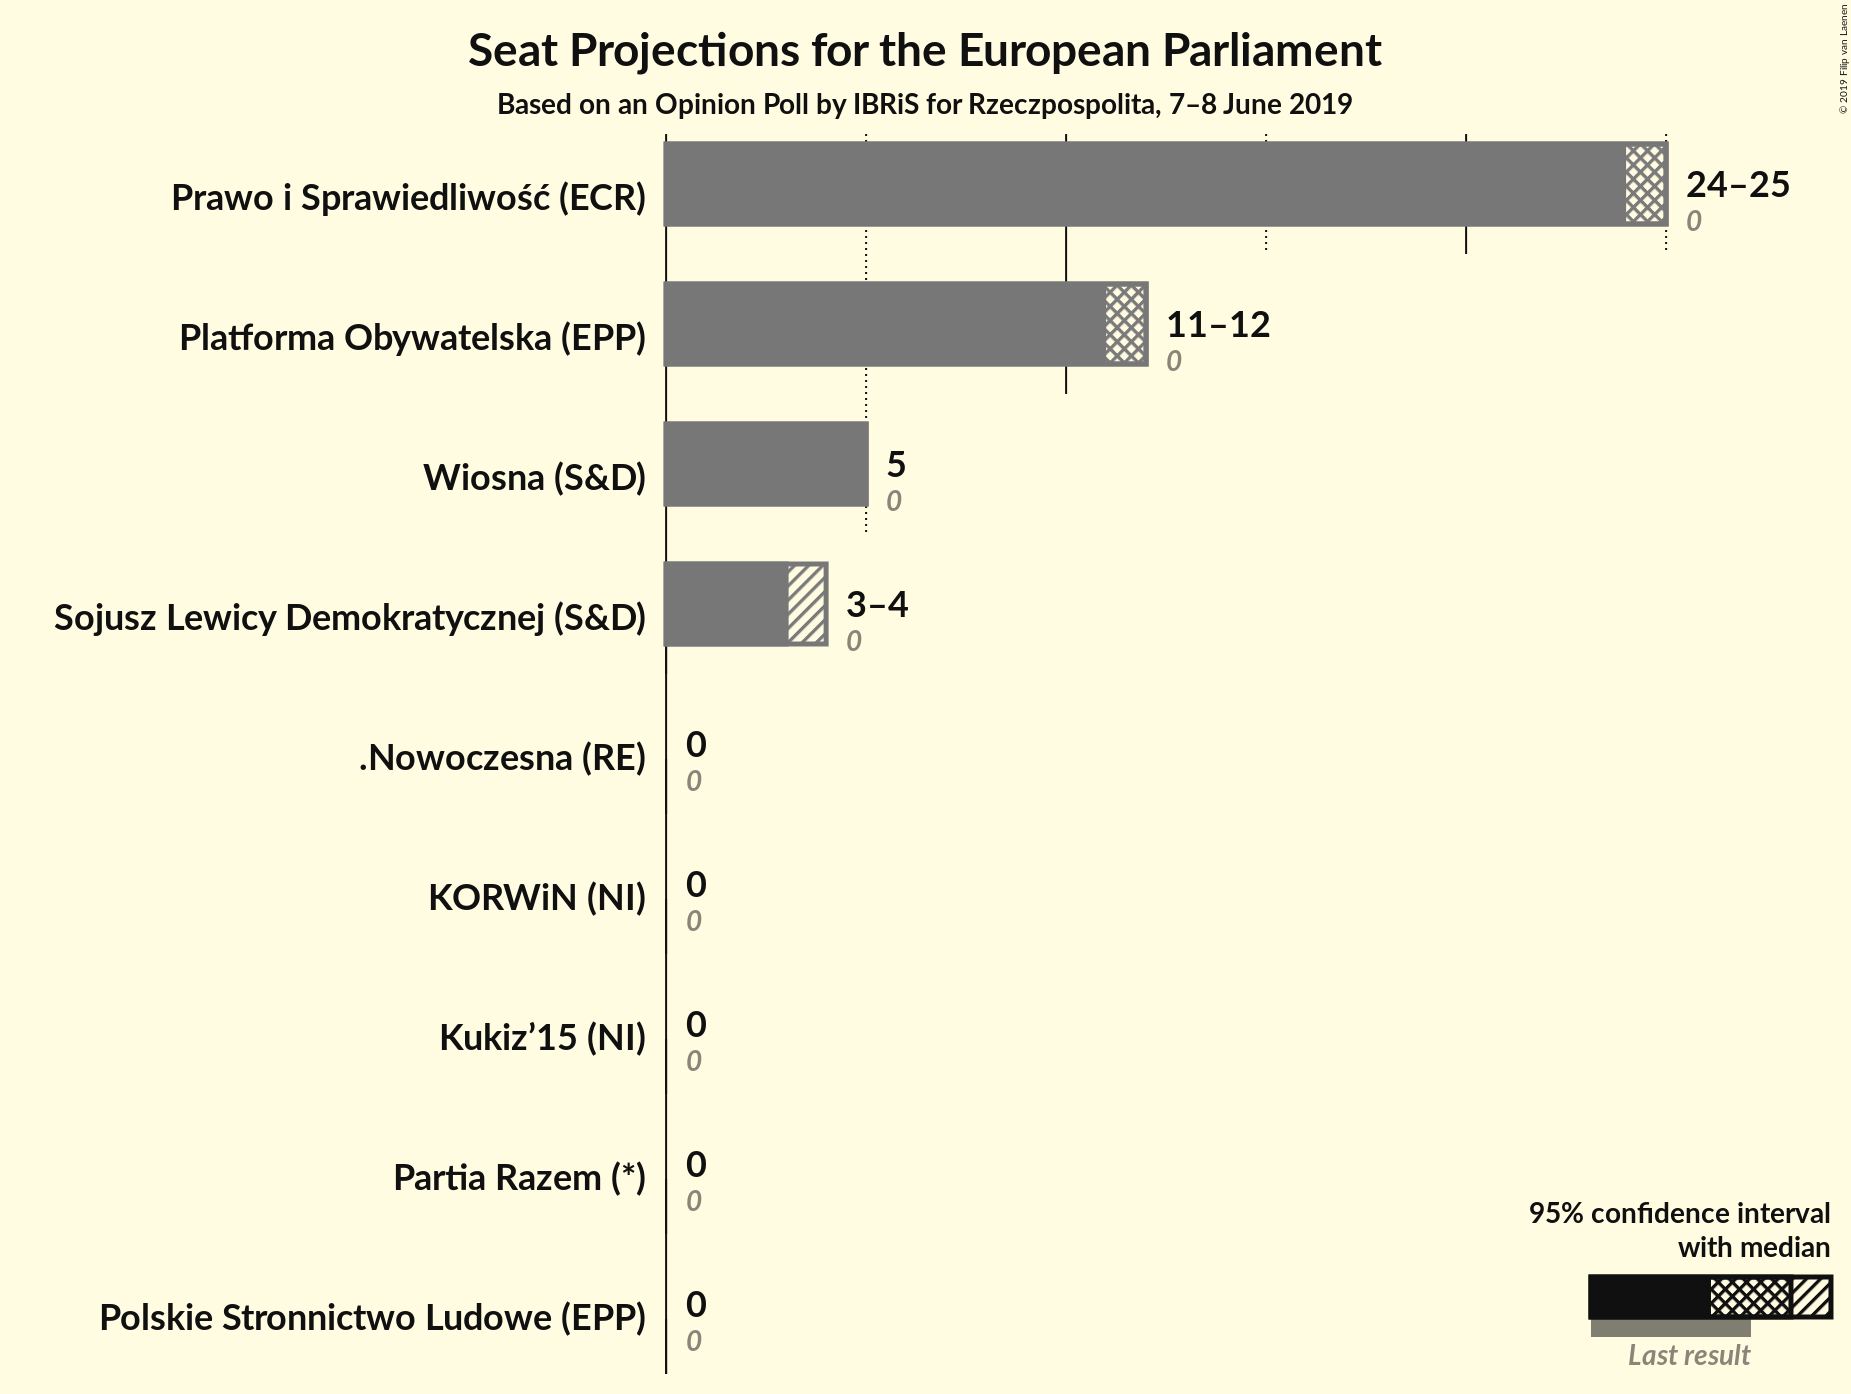 Seat Projections for the European Parliament
Based on an Opinion Poll by IBRiS for Rzeczpospolita, 7–8 June 2019
© 2019 Filip van Laenen
Prawo i Sprawiedliwość (ECR)
24–25
0
Platforma Obywatelska (EPP)
11–12
0
Wiosna (S&D)
5
0
Sojusz Lewicy Demokratycznej (S&D)
3–4
0
.Nowoczesna (RE)
0
0
KORWiN (NI)
0
0
Kukiz’15 (NI)
0
0
Partia Razem (*)
0
0
Polskie Stronnictwo Ludowe (EPP)
0
0
95% confidence interval
with median
Last result